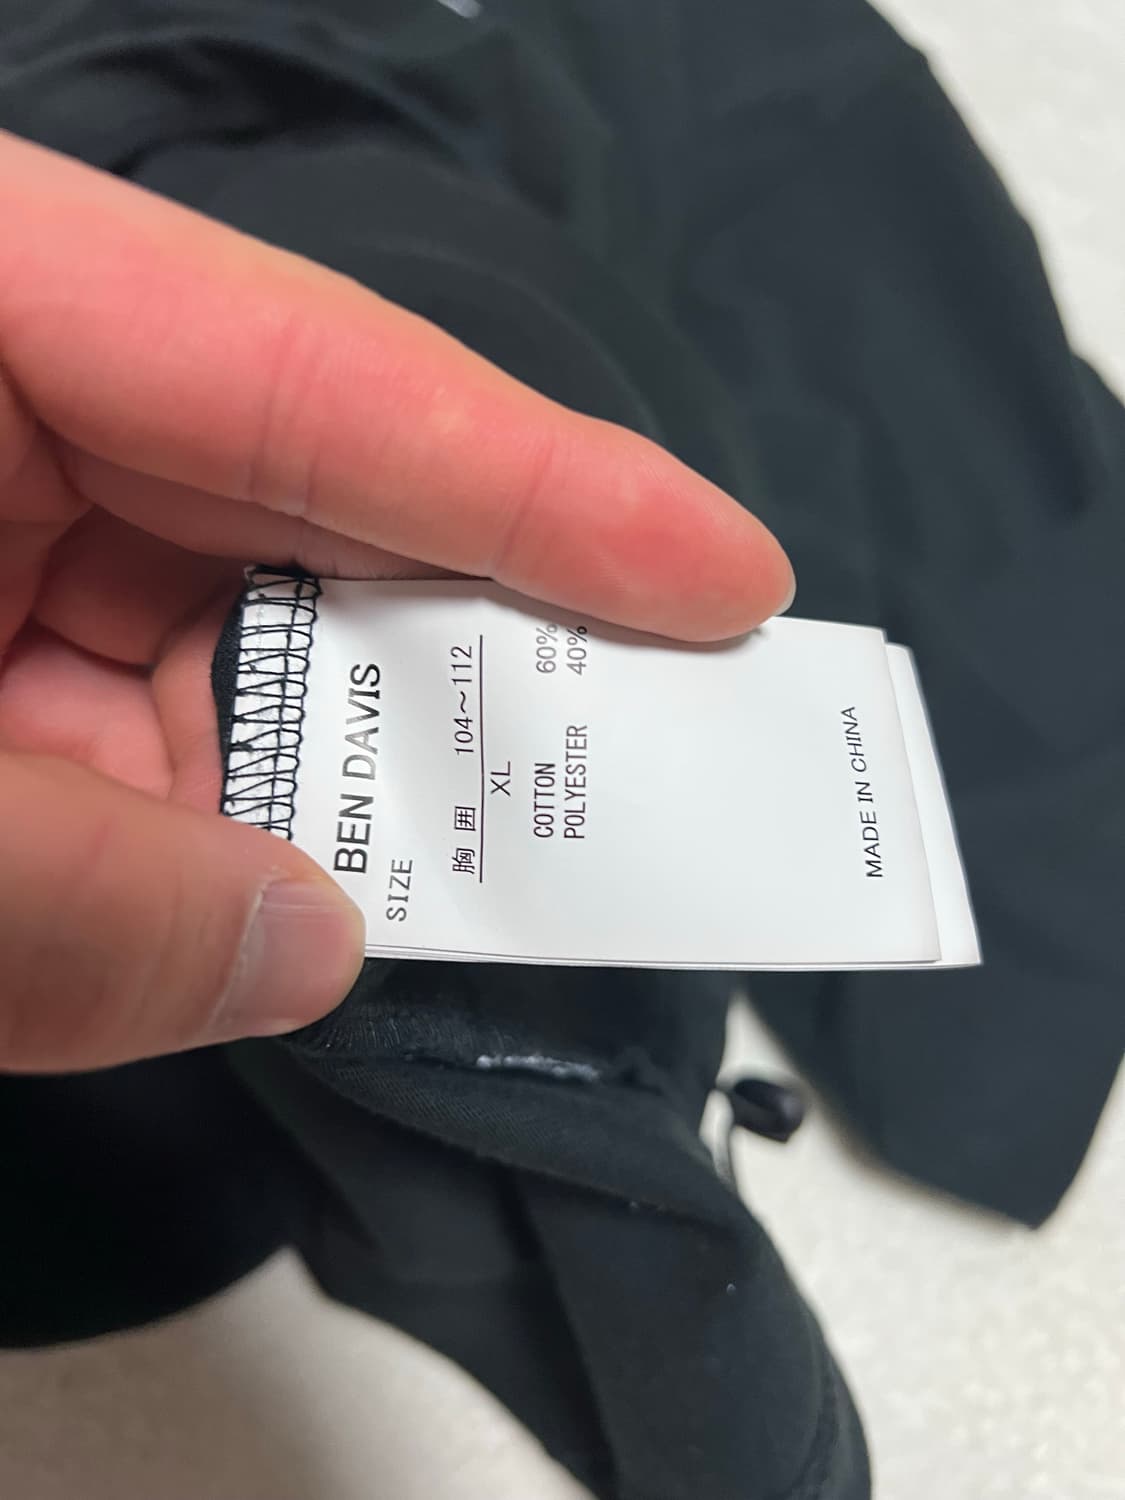 BEN DAVIS
SIZE
胸囲 104～112
XL
COTTON 60%
POLYESTER 40%
MADE IN CHINA